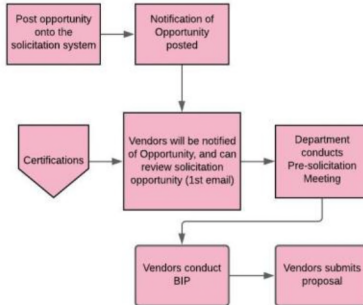 Post opportunity
onto the
solicitation system
Notification of
Opportunity
posted
Certifications
Vendors will be notified
of Opportunity, and can
review solicitation
opportunity (1st email)
Department
conducts
Pre-solicitation
Meeting
Vendors conduct
BIP
Vendors submits
proposal